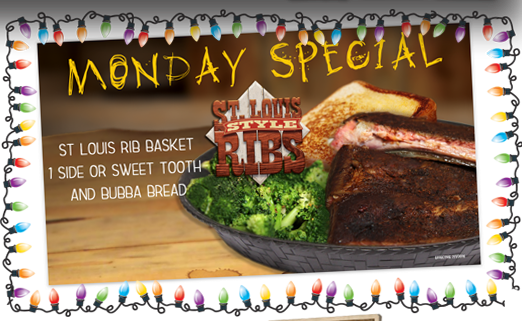 MONDAY SPECIAL
ST. LOUIS
STYLE
RIBS
ST LOUIS RIB BASKET
1 SIDE OR SWEET TOOTH
AND BUBBA BREAD